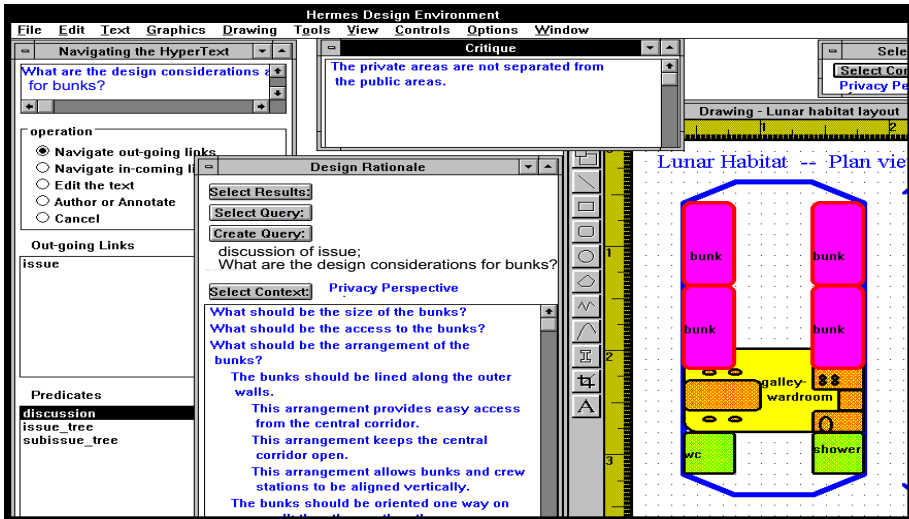 Hermes Design Environment
File Edit Text Graphics Drawing Tools View Controls Options Window
Navigating the HyperText
What are the design considerations
for bunks?
operation
Navigate out-going links
Navigate in-coming li
Edit the text
Author or Annotate
Cancel
Out-going Links
issue
Predicates
discussion
issue_tree
subissue_tree
Critique
The private areas are not separated from
the public areas.
Design Rationale
Select Results:
Select Query:
Create Query:
discussion of issue;
What are the design considerations for bunks?
Select Context: Privacy Perspective
What should be the size of the bunks?
What should be the access to the bunks?
What should be the arrangement of the
bunks?
The bunks should be lined along the outer
walls.
This arrangement provides easy access
from the central corridor.
This arrangement keeps the central
corridor open.
This arrangement allows bunks and crew
stations to be aligned vertically.
The bunks should be oriented one way on
Sele
Select Con
Privacy Pe
Drawing - Lunar habitat layout
1 2
Lunar Habitat -- Plan vie
1
2
3
A
bunk bunk
bunk bunk
galley-
wardroom
wc shower